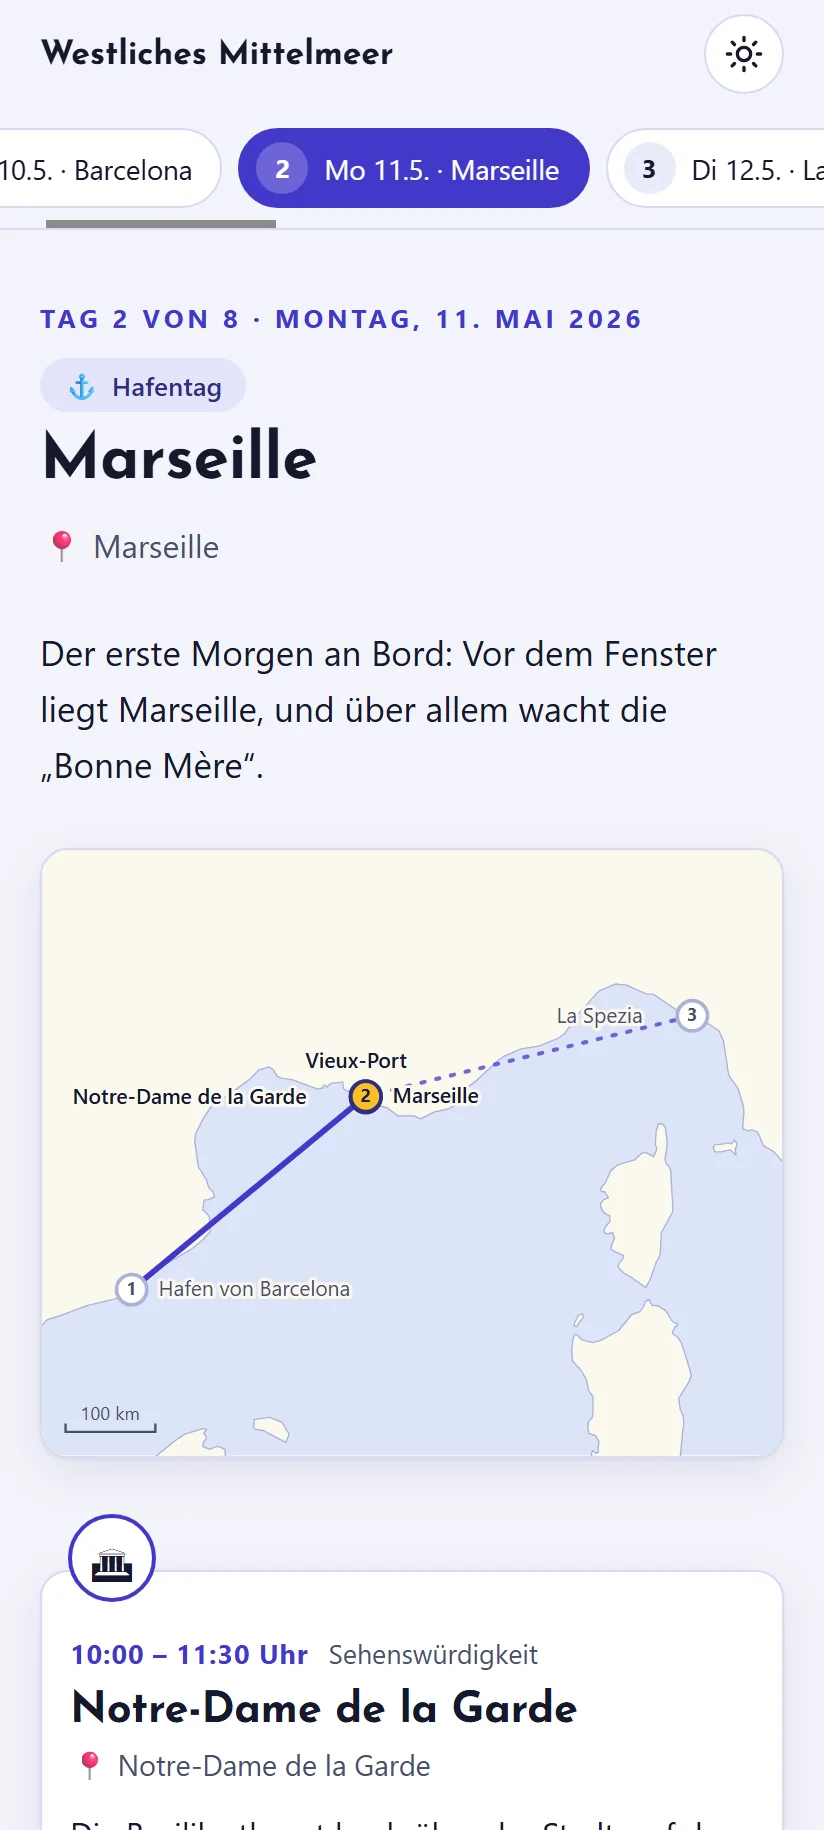 Westliches Mittelmeer
10.5. · Barcelona
2 Mo 11.5. · Marseille
3 Di 12.5. · La
TAG 2 VON 8 · MONTAG, 11. MAI 2026
Hafentag
Marseille
Marseille
Der erste Morgen an Bord: Vor dem Fenster
liegt Marseille, und über allem wacht die
„Bonne Mère“.
La Spezia 3
Vieux-Port
Notre-Dame de la Garde 2 Marseille
1 Hafen von Barcelona
100 km
10:00 – 11:30 Uhr Sehenswürdigkeit
Notre-Dame de la Garde
Notre-Dame de la Garde